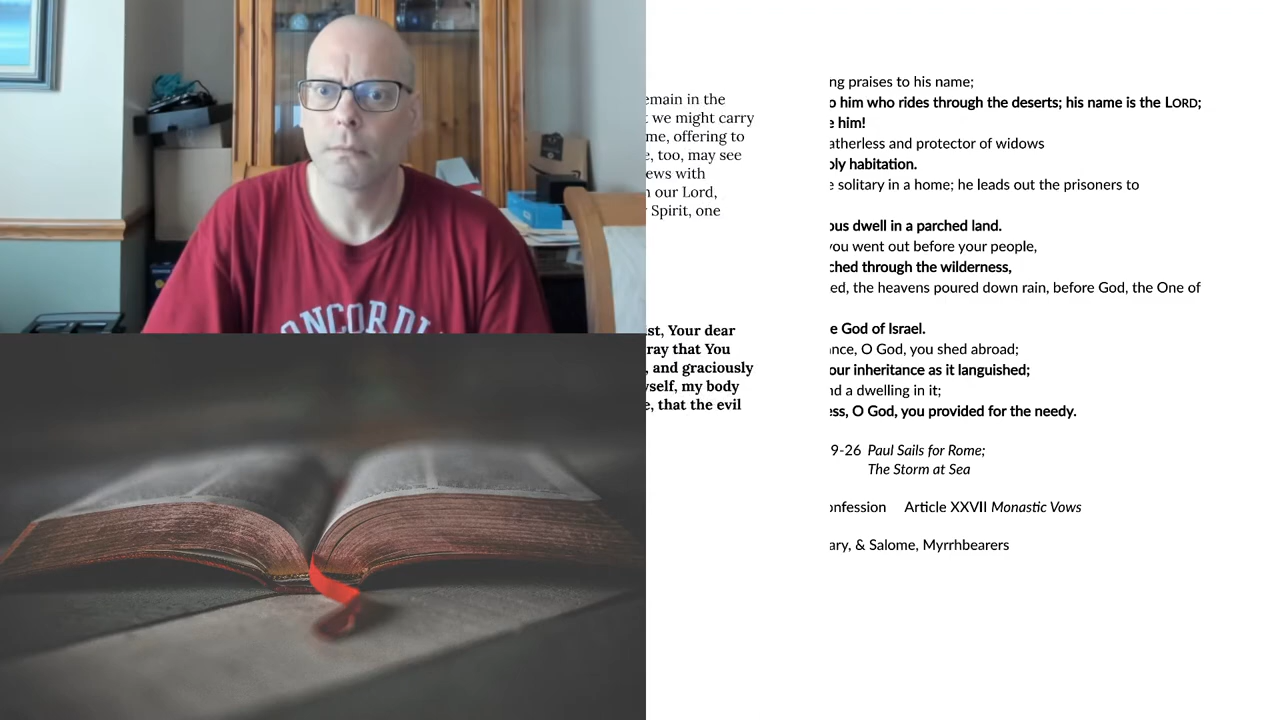 CONCORDI
emain in the
t we might carry
me, offering to
e, too, may see
ews with
n our Lord,
Spirit, one
ist, Your dear
ray that You
, and graciously
yself, my body
e, that the evil
ng praises to his name;
o him who rides through the deserts; his name is the LORD;
e him!
atherless and protector of widows
oly habitation.
e solitary in a home; he leads out the prisoners to
ous dwell in a parched land.
you went out before your people,
ched through the wilderness,
ed, the heavens poured down rain, before God, the One of
e God of Israel.
ance, O God, you shed abroad;
our inheritance as it languished;
nd a dwelling in it;
ess, O God, you provided for the needy.
9-26 Paul Sails for Rome;
The Storm at Sea
onfession Article XXVII Monastic Vows
ary, & Salome, Myrrhbearers